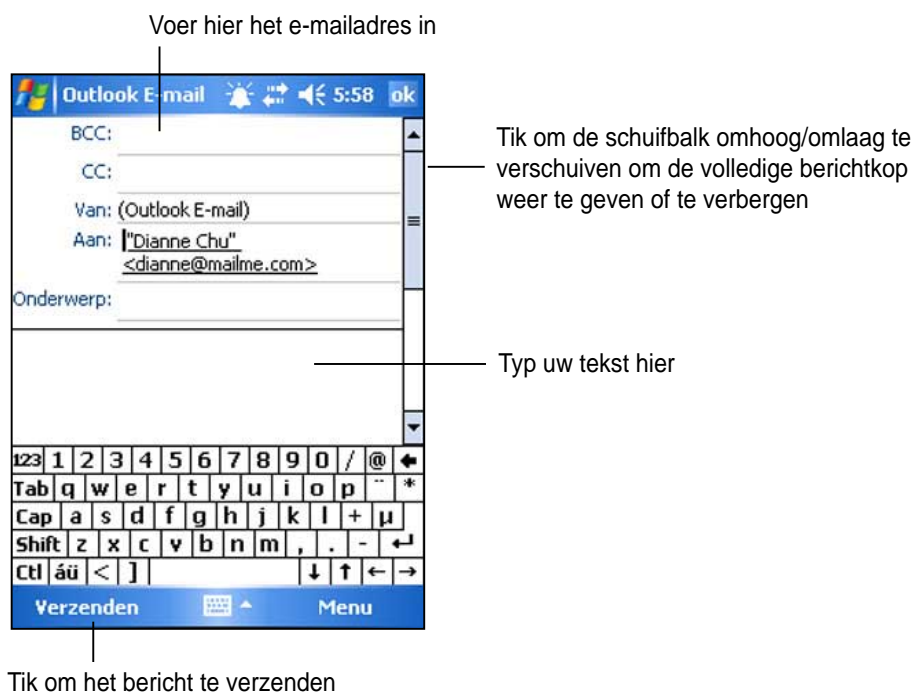 Voer hier het e-mailadres in
Outlook E-mail 5:58 ok
BCC:
CC:
Van: (Outlook E-mail)
Aan: "Dianne Chu"
<dianne@mailme.com>
Onderwerp:
Tik om de schuifbalk omhoog/omlaag te
verschuiven om de volledige berichtkop
weer te geven of te verbergen
Typ uw tekst hier
123 1 2 3 4 5 6 7 8 9 0 / @ 🡸
Tab q w e r t y u i o p ¨ *
Cap a s d f g h j k l + µ
Shift z x c v b n m , . - ↵
Ctl áü < ] ↓ ↑ ← →
Verzenden Menu
Tik om het bericht te verzenden